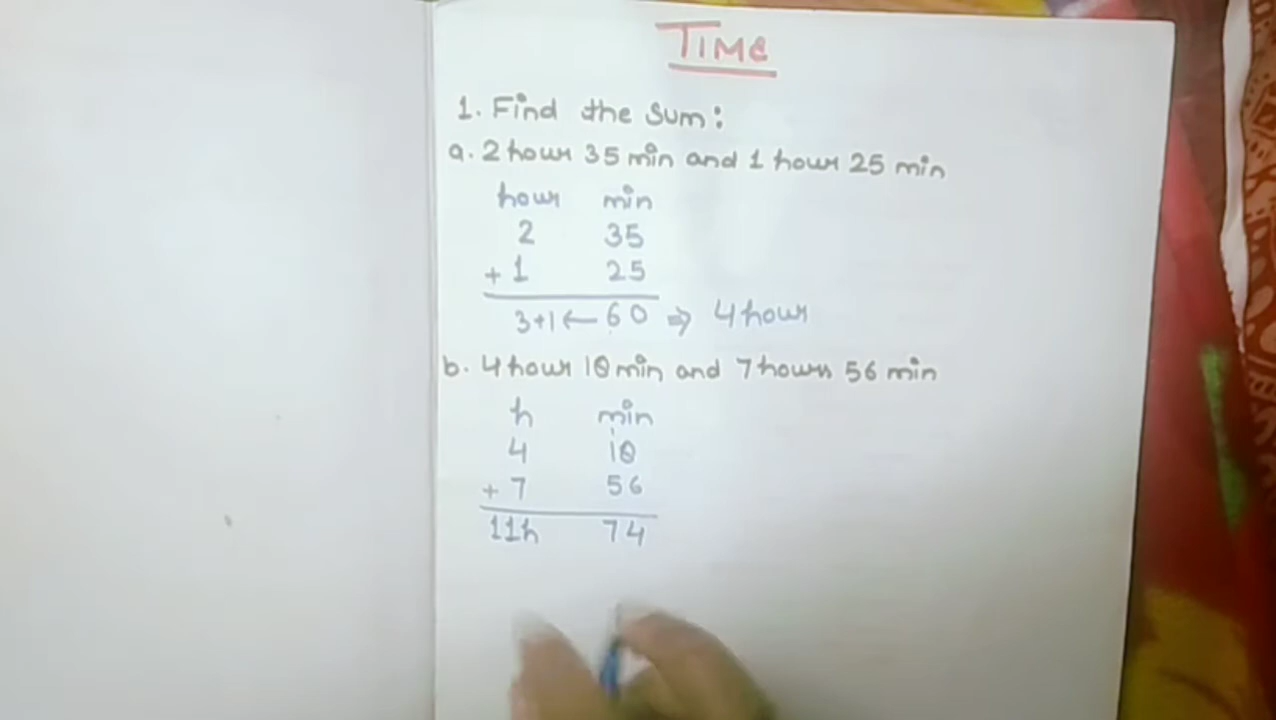 TIME
1. Find the Sum:
a. 2 hour 35 min and 1 hour 25 min
hour min
2 35
+ 1 25
3+1 ← 60 ⇒ 4 hour
b. 4 hour 18 min and 7 hours 56 min
h min
1
4 18
+ 7 56
11h 74